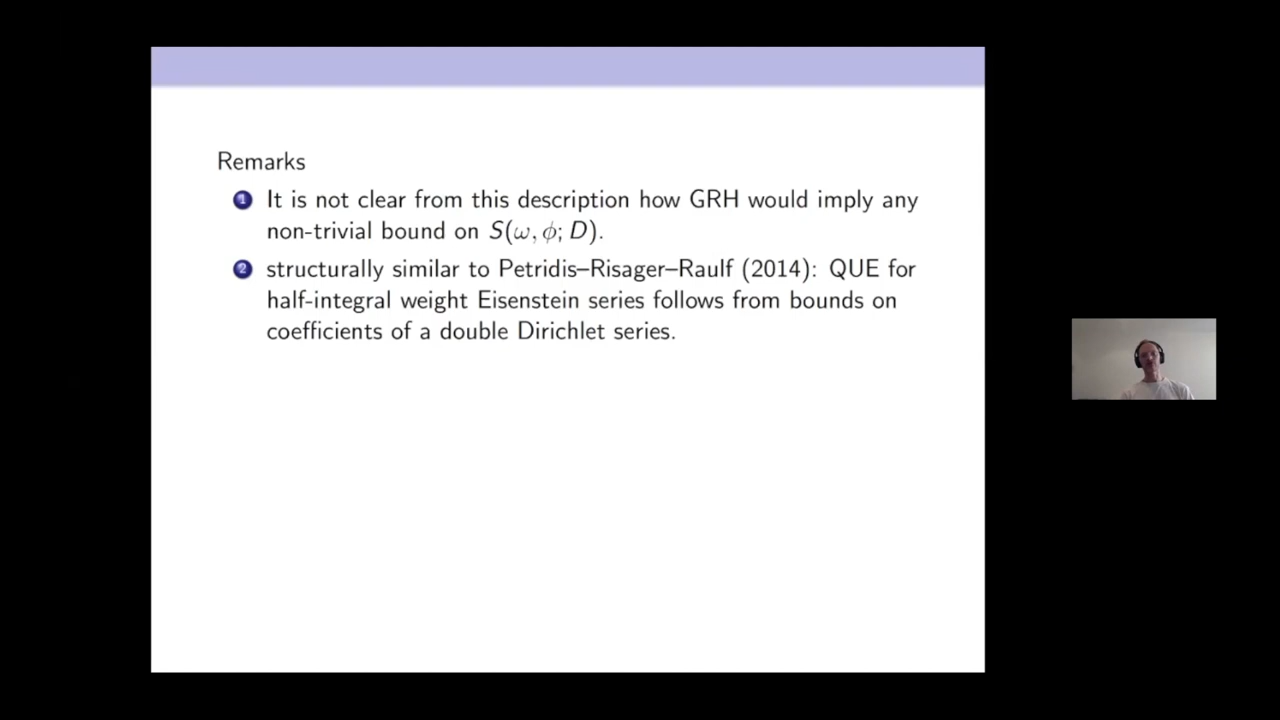 Remarks
1 It is not clear from this description how GRH would imply any
non-trivial bound on S(ω, ϕ; D).
2 structurally similar to Petridis–Risager–Raulf (2014): QUE for
half-integral weight Eisenstein series follows from bounds on
coefficients of a double Dirichlet series.